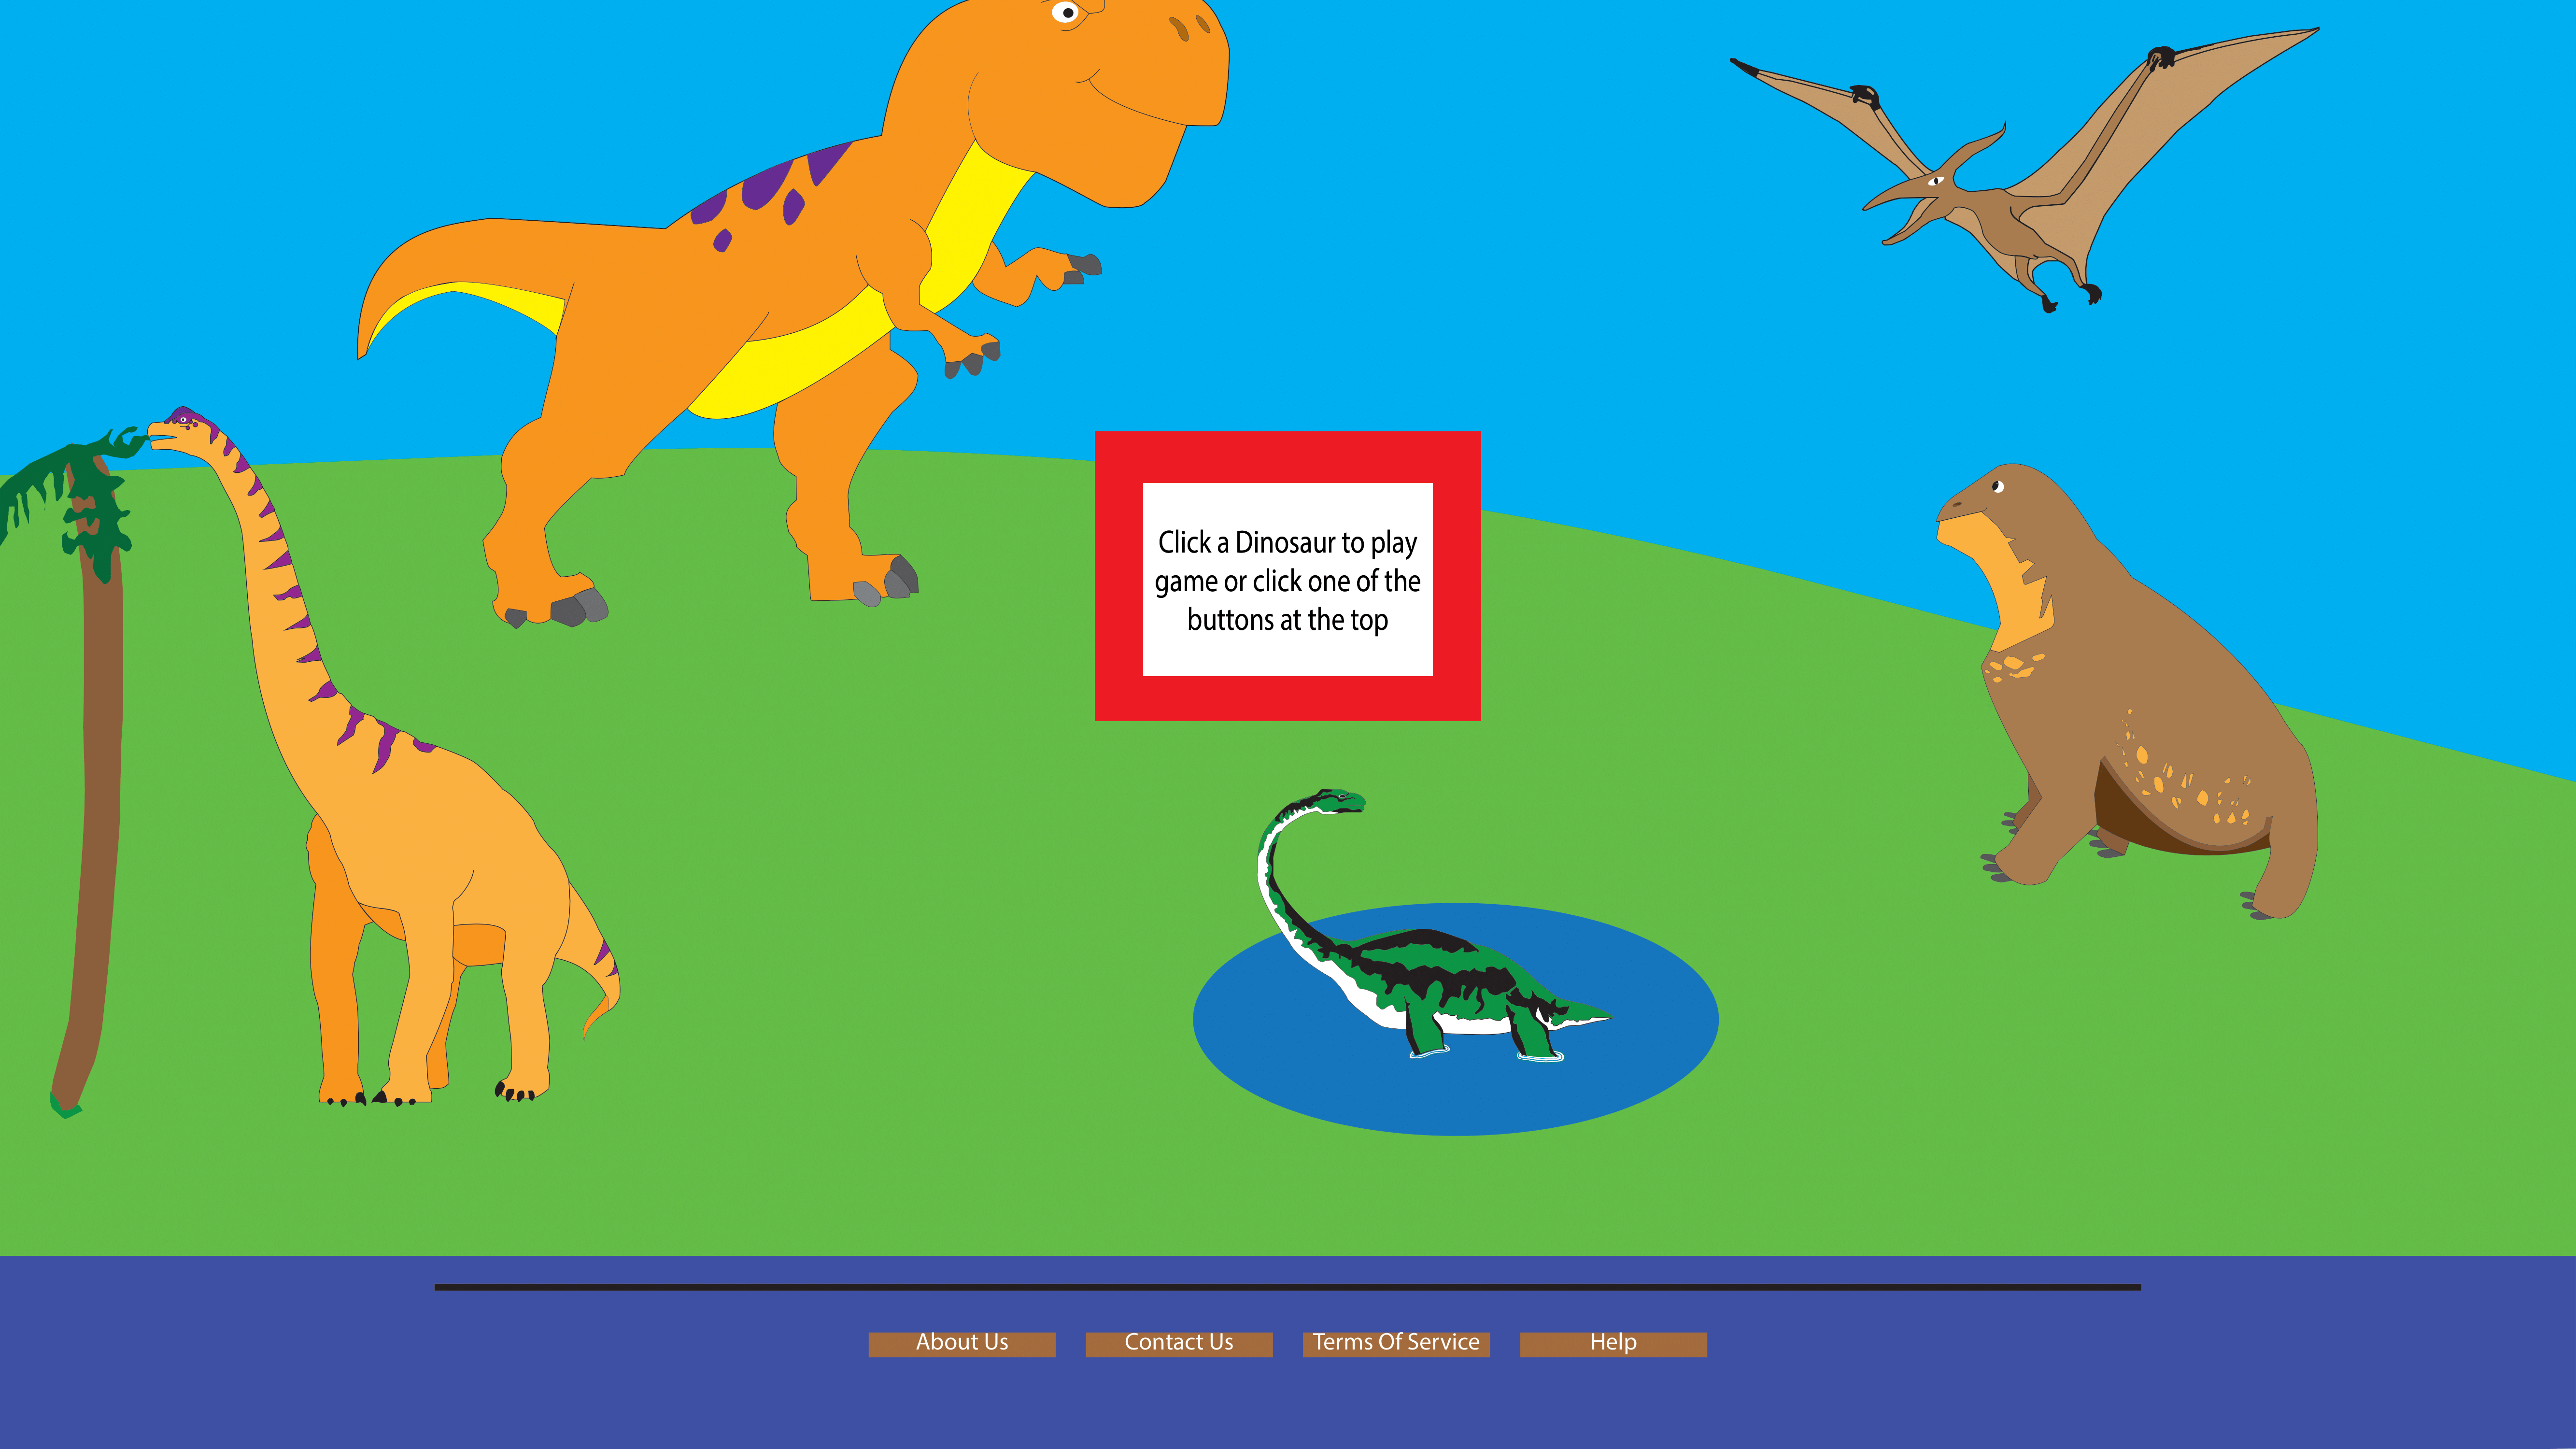 Click a Dinosaur to play
game or click one of the
buttons at the top
About Us
Contact Us
Terms Of Service
Help